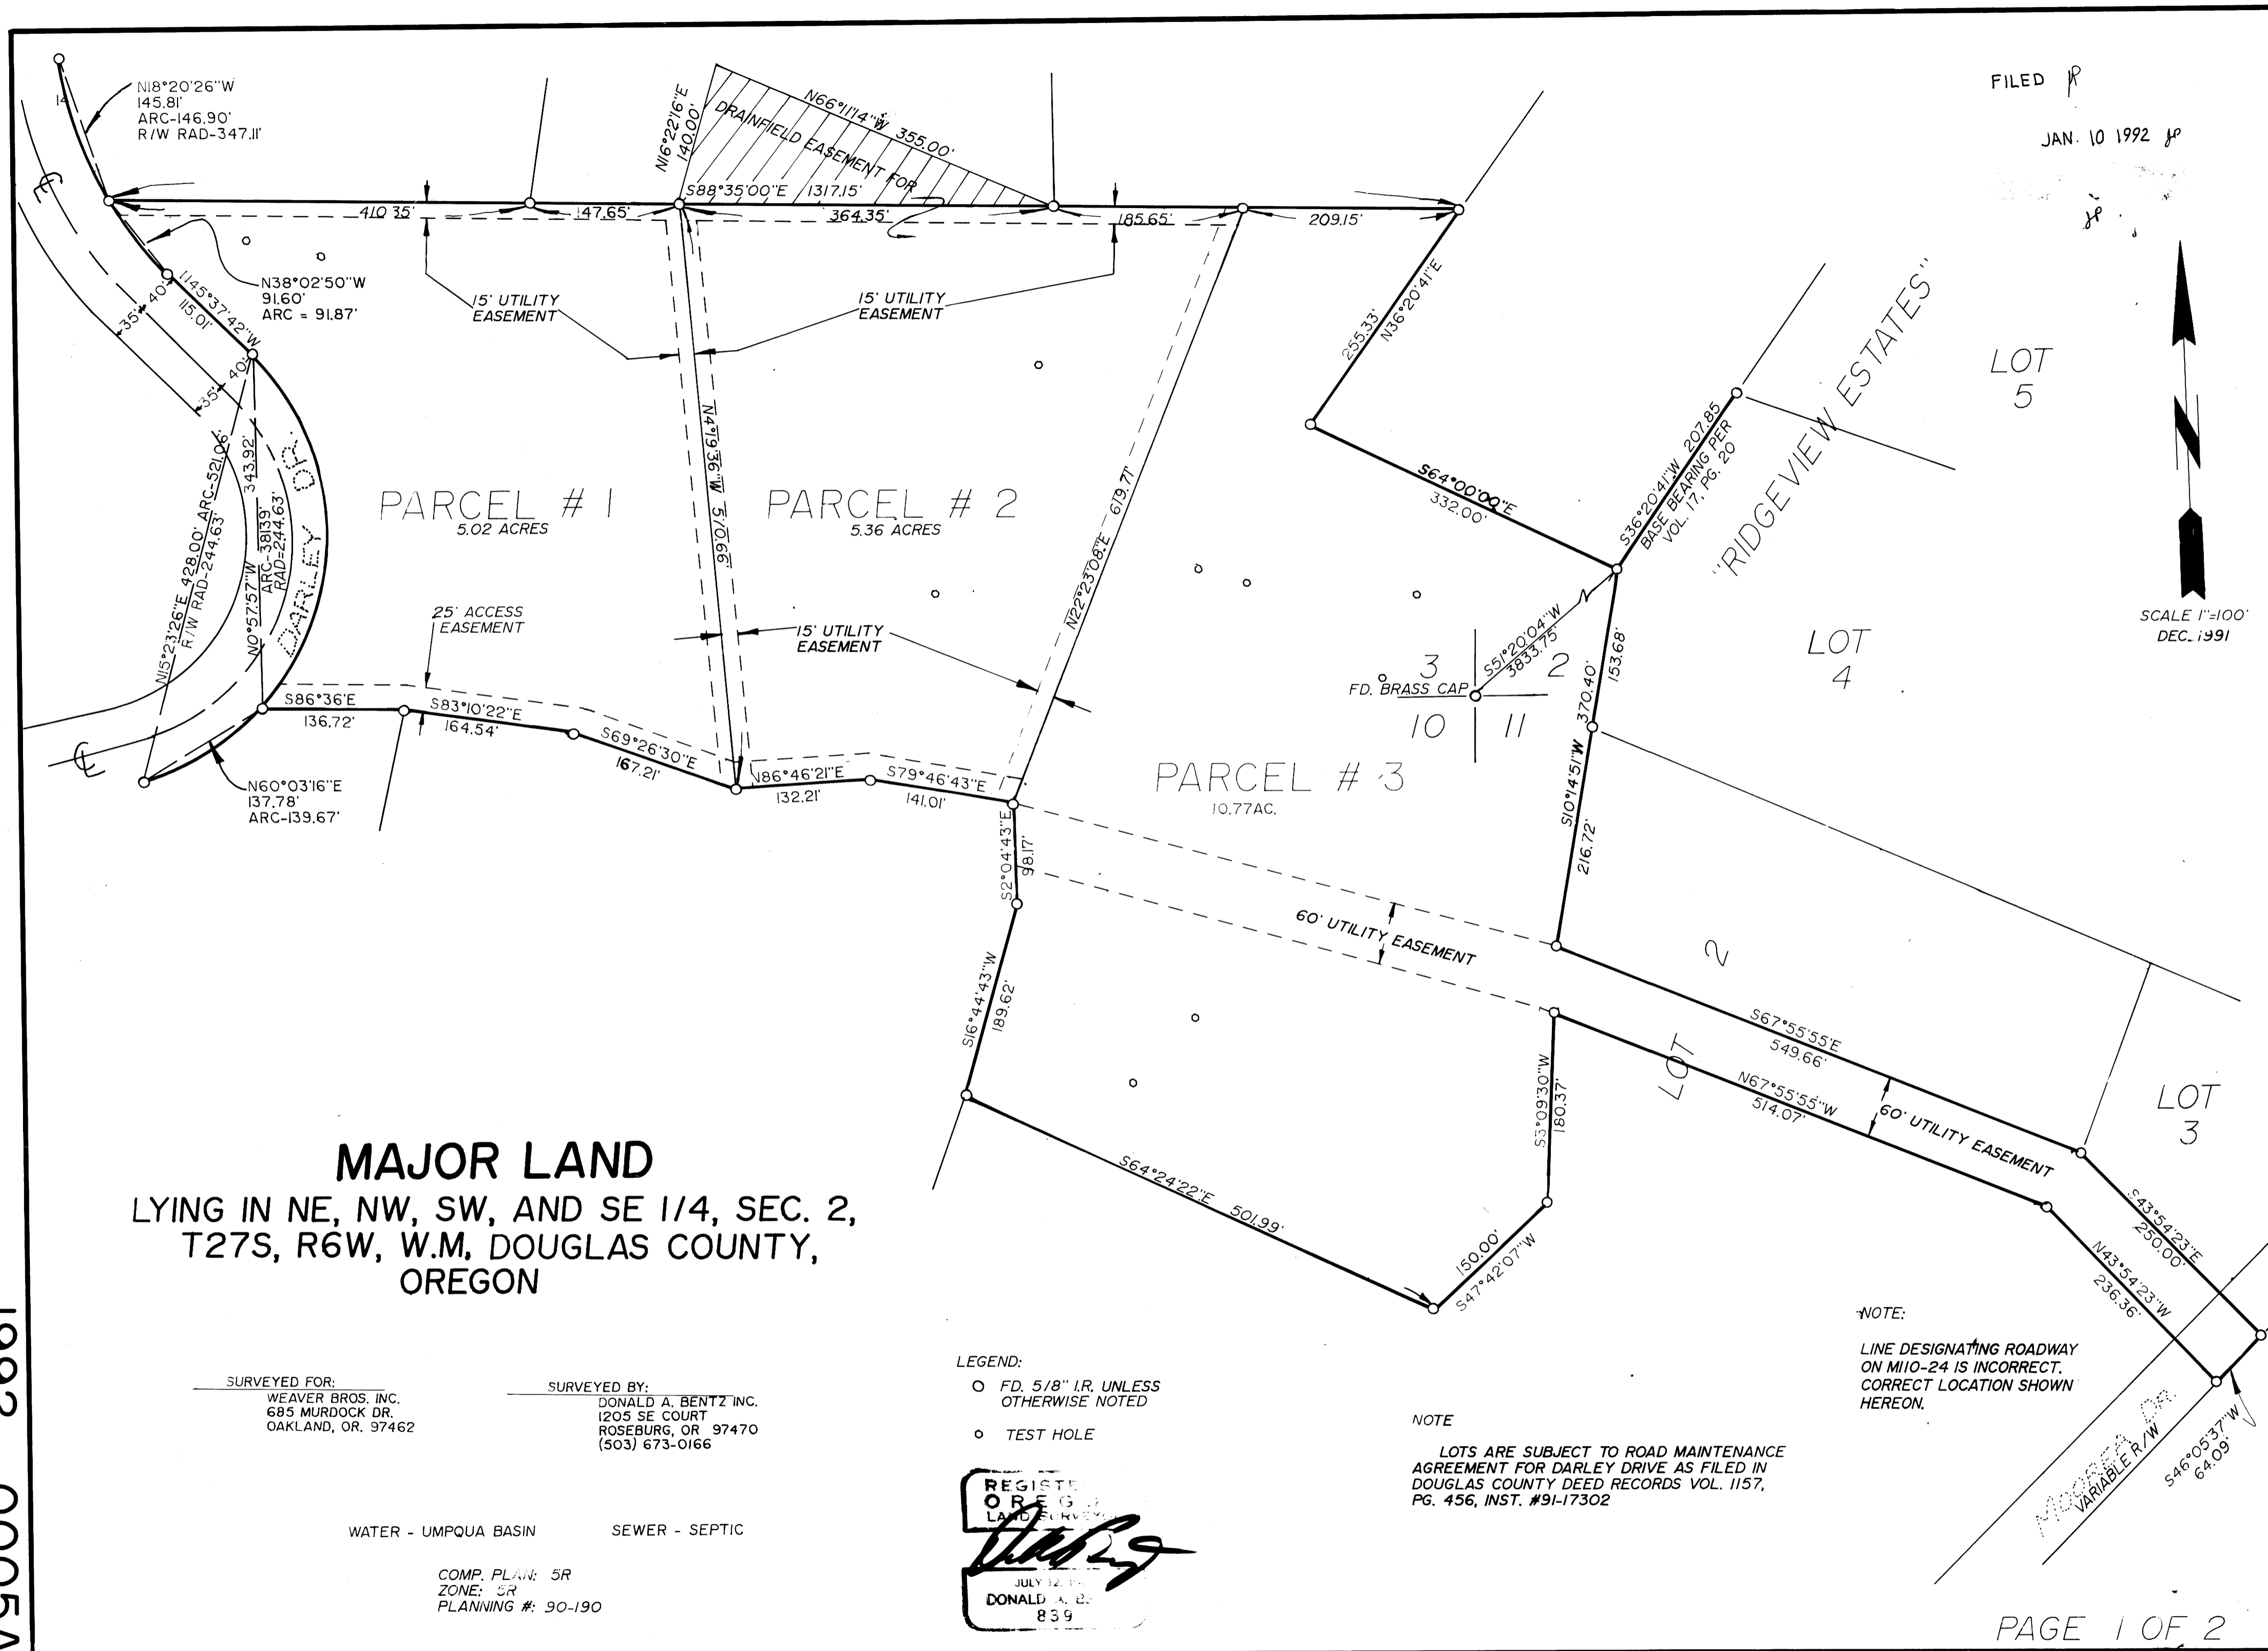 FILED
JAN. 10 1992
N18°20'26"W
145.81'
ARC-146.90'
R/W RAD-347.11'
N16°22'16"E
140.00'
N66°11'14"W 355.00'
DRAINFIELD EASEMENT FOR
S88°35'00"E 1317.15'
410.35'
147.65'
364.35'
185.65'
209.15'
N38°02'50"W
91.60'
ARC = 91.87'
N45°37'42"W
115.01'
40'
35'
40'
35'
15' UTILITY
EASEMENT
15' UTILITY
EASEMENT
255.33'
N36°20'41"E
N4°19'36"W 570.66'
N22°23'08"E 619.71'
S64°00'00"E
332.00'
S36°20'41"W 207.85
BASE BEARING PER
VOL. 17, PG. 20
"RIDGEVIEW ESTATES"
LOT
5
SCALE 1"=100'
DEC. 1991
N15°23'26"E 428.00' ARC-521.06'
R/W RAD-244.63'
N0°57'57"W 343.92'
ARC-381.39'
RAD=244.63'
DARLEY DR.
PARCEL # 1
5.02 ACRES
PARCEL # 2
5.36 ACRES
25' ACCESS
EASEMENT
15' UTILITY
EASEMENT
S51°20'04"W
3833.75'
3 2
FD. BRASS CAP
10 11
LOT
4
370.40'
153.68'
S10°14'51"W
216.72'
S86°36'E
136.72'
S83°10'22"E
164.54'
S69°26'30"E
167.21'
N86°46'21"E
132.21'
S79°46'43"E
141.01'
N60°03'16"E
137.78'
ARC-139.67'
PARCEL # 3
10.77AC.
S2°04'43"E
98.17'
S16°44'43"W
189.62'
60' UTILITY EASEMENT
LOT 2
S67°55'55"E
549.66'
N67°55'55"W
514.07'
60' UTILITY EASEMENT
LOT
3
S3°09'30"W
180.37'
S64°24'22"E 501.99'
150.00'
S47°42'07"W
S43°54'23"E
250.00'
N43°54'23"W
236.36'
S46°05'37"W
64.09'
MOOREA DR.
VARIABLE R/W
MAJOR LAND
LYING IN NE, NW, SW, AND SE 1/4, SEC. 2,
T27S, R6W, W.M. DOUGLAS COUNTY,
OREGON
SURVEYED FOR:
WEAVER BROS. INC.
685 MURDOCK DR.
OAKLAND, OR. 97462
SURVEYED BY:
DONALD A. BENTZ INC.
1205 SE COURT
ROSEBURG, OR 97470
(503) 673-0166
WATER - UMPQUA BASIN SEWER - SEPTIC
COMP. PLAN: 5R
ZONE: 5R
PLANNING #: 90-190
LEGEND:
FD. 5/8" I.R. UNLESS
OTHERWISE NOTED
TEST HOLE
LAND SURVEYOR
DONALD A.
839
NOTE
LOTS ARE SUBJECT TO ROAD MAINTENANCE
AGREEMENT FOR DARLEY DRIVE AS FILED IN
DOUGLAS COUNTY DEED RECORDS VOL. 1157,
PG. 456, INST. #91-17302
NOTE:
LINE DESIGNATING ROADWAY
ON M110-24 IS INCORRECT.
CORRECT LOCATION SHOWN
HEREON.
PAGE 1 OF 2